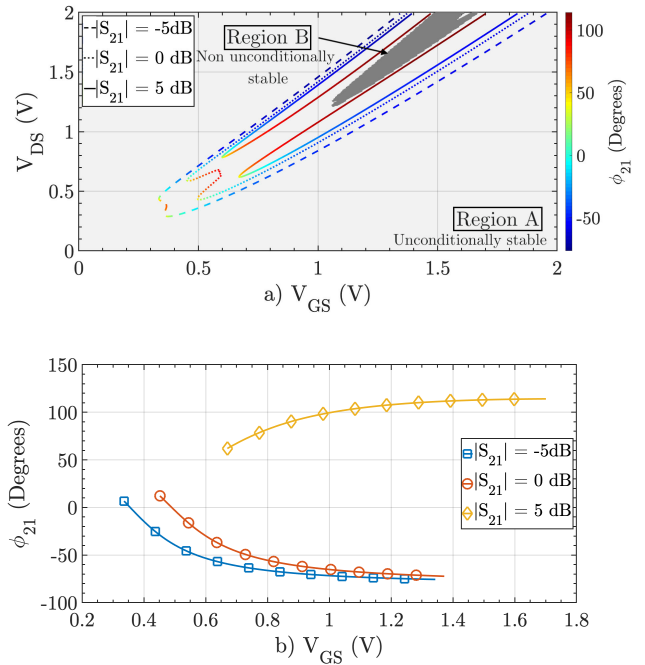 2
1.5
1
0.5
0
V_DS (V)
|S_21| = -5dB
|S_21| = 0 dB
|S_21| = 5 dB
Region B
Non unconditionally
stable
Region A
Unconditionally stable
0
0.5
1
1.5
2
a) V_GS (V)
100
50
0
-50
ϕ_21 (Degrees)
150
100
50
0
-50
-100
ϕ_21 (Degrees)
|S_21| = -5dB
|S_21| = 0 dB
|S_21| = 5 dB
0.2
0.4
0.6
0.8
1
1.2
1.4
1.6
1.8
b) V_GS (V)